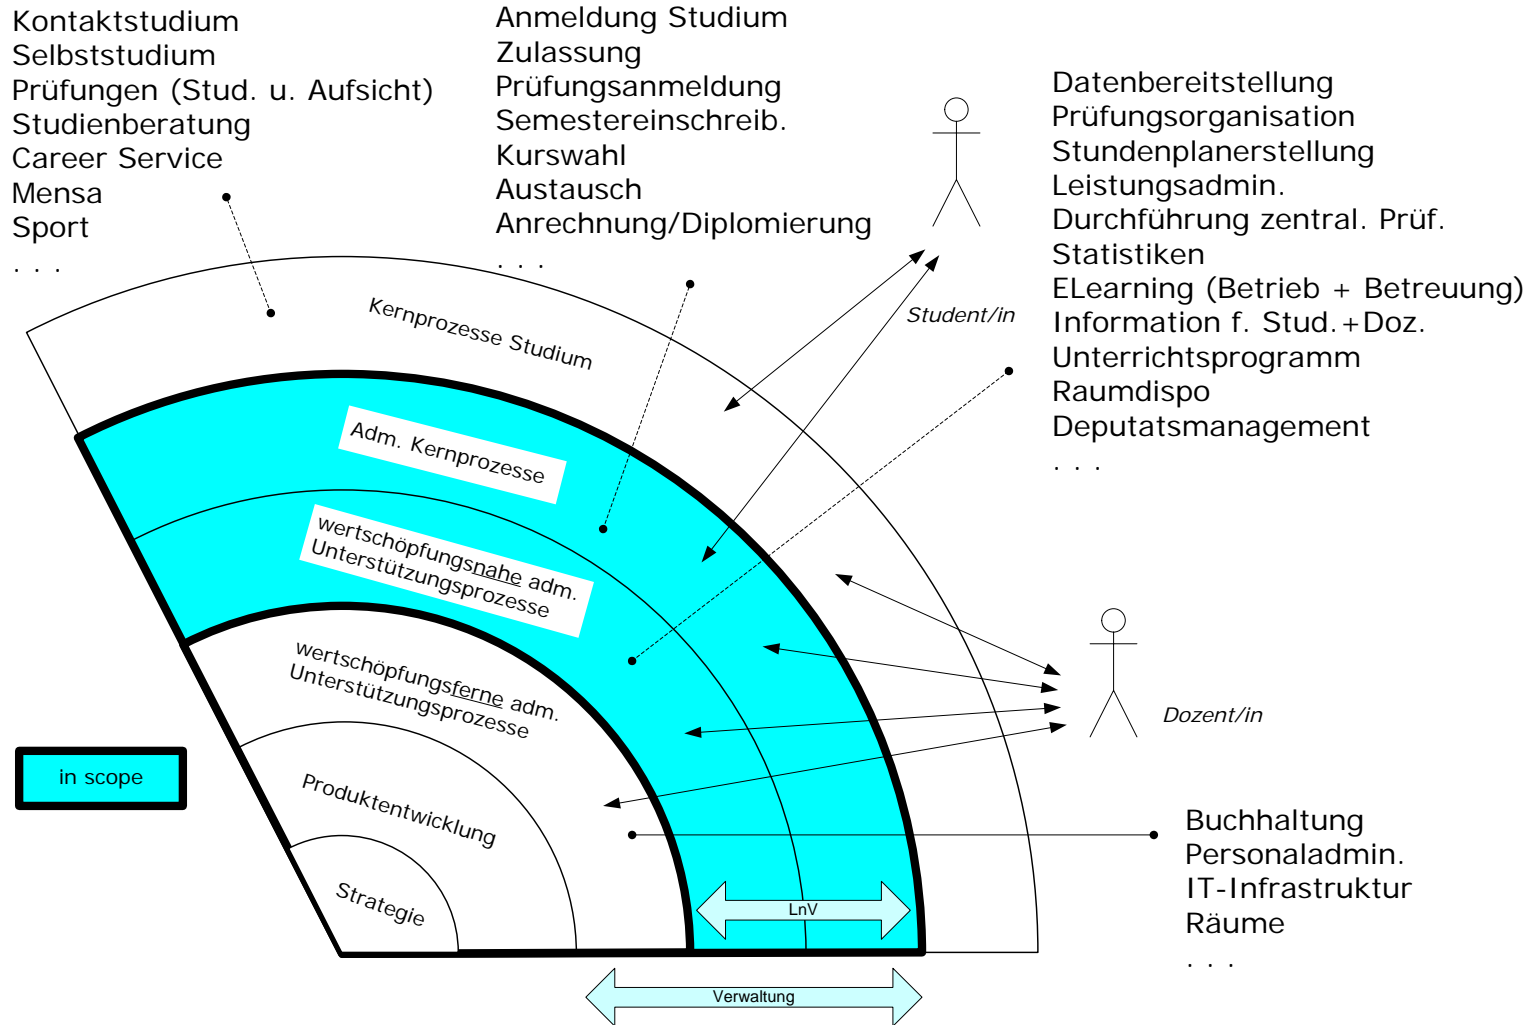 Kontaktstudium
Selbststudium
Prüfungen (Stud. u. Aufsicht)
Studienberatung
Career Service
Mensa
Sport
. . .
Anmeldung Studium
Zulassung
Prüfungsanmeldung
Semestereinschreib.
Kurswahl
Austausch
Anrechnung/Diplomierung
. . .
Datenbereitstellung
Prüfungsorganisation
Stundenplanerstellung
Leistungsadmin.
Durchführung zentral. Prüf.
Statistiken
ELearning (Betrieb + Betreuung)
Information f. Stud.+Doz.
Unterrichtsprogramm
Raumdispo
Deputatsmanagement
. . .
Student/in
Kernprozesse Studium
Adm. Kernprozesse
wertschöpfungsnahe adm.
Unterstützungsprozesse
wertschöpfungsferne adm.
Unterstützungsprozesse
Produktentwicklung
Strategie
in scope
Dozent/in
Buchhaltung
Personaladmin.
IT-Infrastruktur
Räume
. . .
LnV
Verwaltung